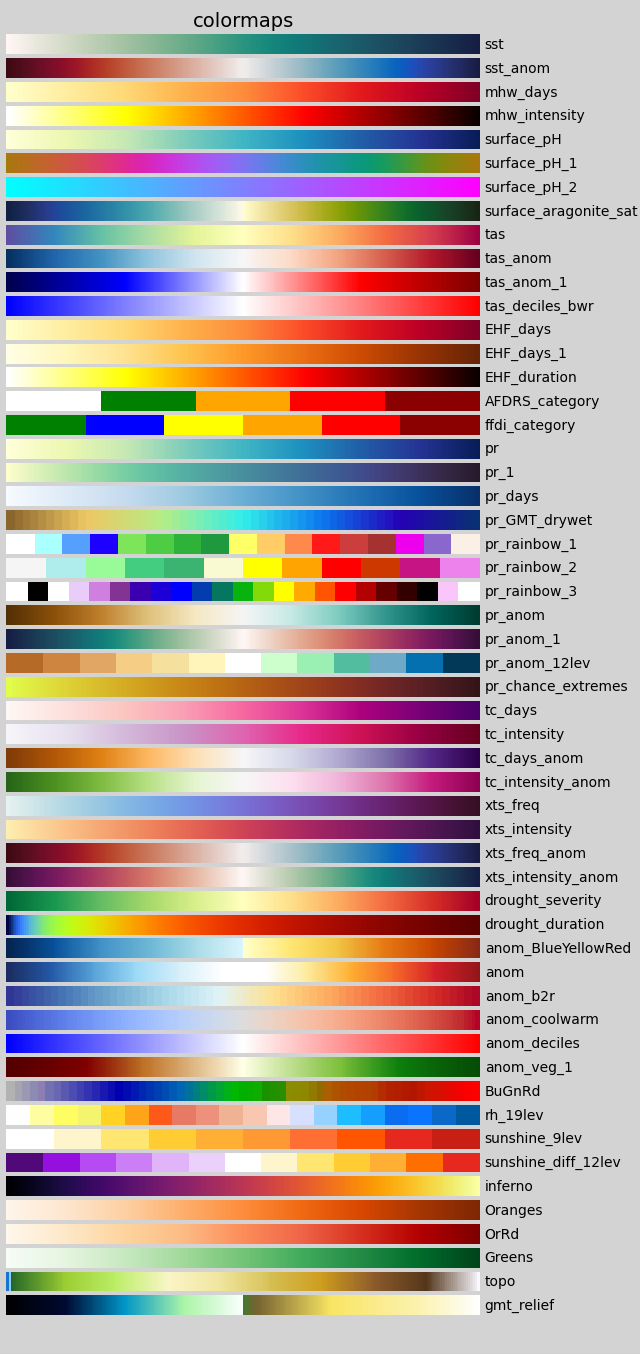 colormaps
sst
sst_anom
mhw_days
mhw_intensity
surface_pH
surface_pH_1
surface_pH_2
surface_aragonite_sat
tas
tas_anom
tas_anom_1
tas_deciles_bwr
EHF_days
EHF_days_1
EHF_duration
AFDRS_category
ffdi_category
pr
pr_1
pr_days
pr_GMT_drywet
pr_rainbow_1
pr_rainbow_2
pr_rainbow_3
pr_anom
pr_anom_1
pr_anom_12lev
pr_chance_extremes
tc_days
tc_intensity
tc_days_anom
tc_intensity_anom
xts_freq
xts_intensity
xts_freq_anom
xts_intensity_anom
drought_severity
drought_duration
anom_BlueYellowRed
anom
anom_b2r
anom_coolwarm
anom_deciles
anom_veg_1
BuGnRd
rh_19lev
sunshine_9lev
sunshine_diff_12lev
inferno
Oranges
OrRd
Greens
topo
gmt_relief